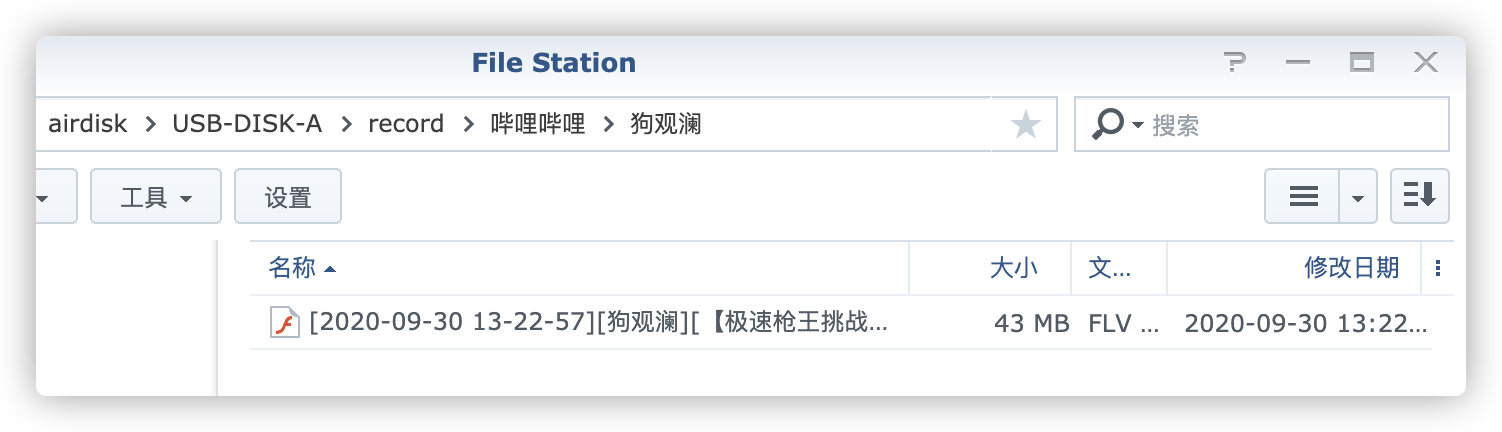 File Station
airdisk > USB-DISK-A > record > 哔哩哔哩 > 狗观澜
搜索
工具 设置
名称 大小 文... 修改日期
[2020-09-30 13-22-57][狗观澜][【极速枪王挑战... 43 MB FLV ... 2020-09-30 13:22...